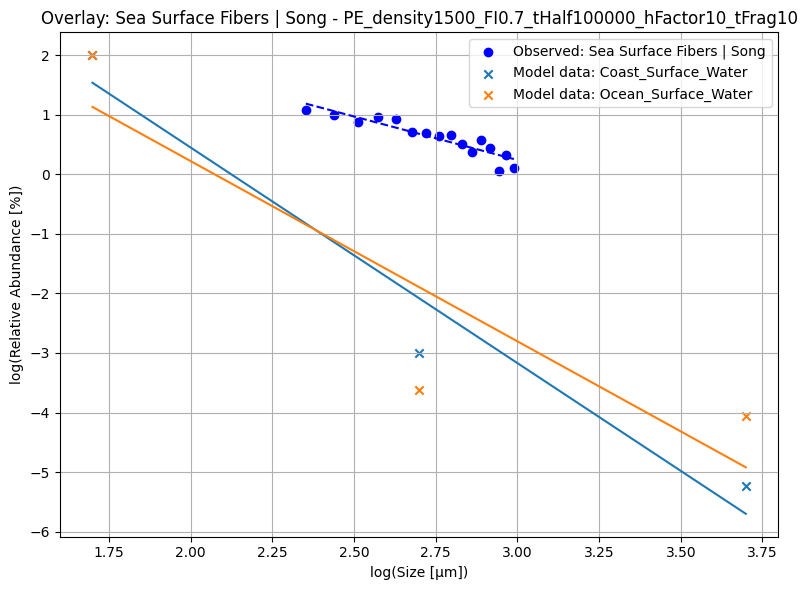 Overlay: Sea Surface Fibers | Song - PE_density1500_FI0.7_tHalf100000_hFactor10_tFrag10
Observed: Sea Surface Fibers | Song
Model data: Coast_Surface_Water
Model data: Ocean_Surface_Water
log(Relative Abundance [%])
2
1
0
−1
−2
−3
−4
−5
−6
1.75 2.00 2.25 2.50 2.75 3.00 3.25 3.50 3.75
log(Size [μm])